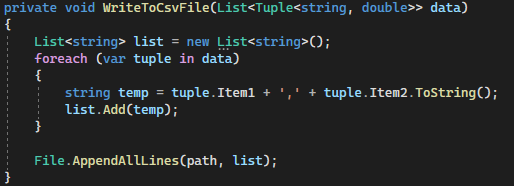 private void WriteToCsvFile(List<Tuple<string, double>> data)
{
    List<string> list = new List<string>();
    foreach (var tuple in data)
    {
        string temp = tuple.Item1 + ',' + tuple.Item2.ToString();
        list.Add(temp);
    }

    File.AppendAllLines(path, list);
}